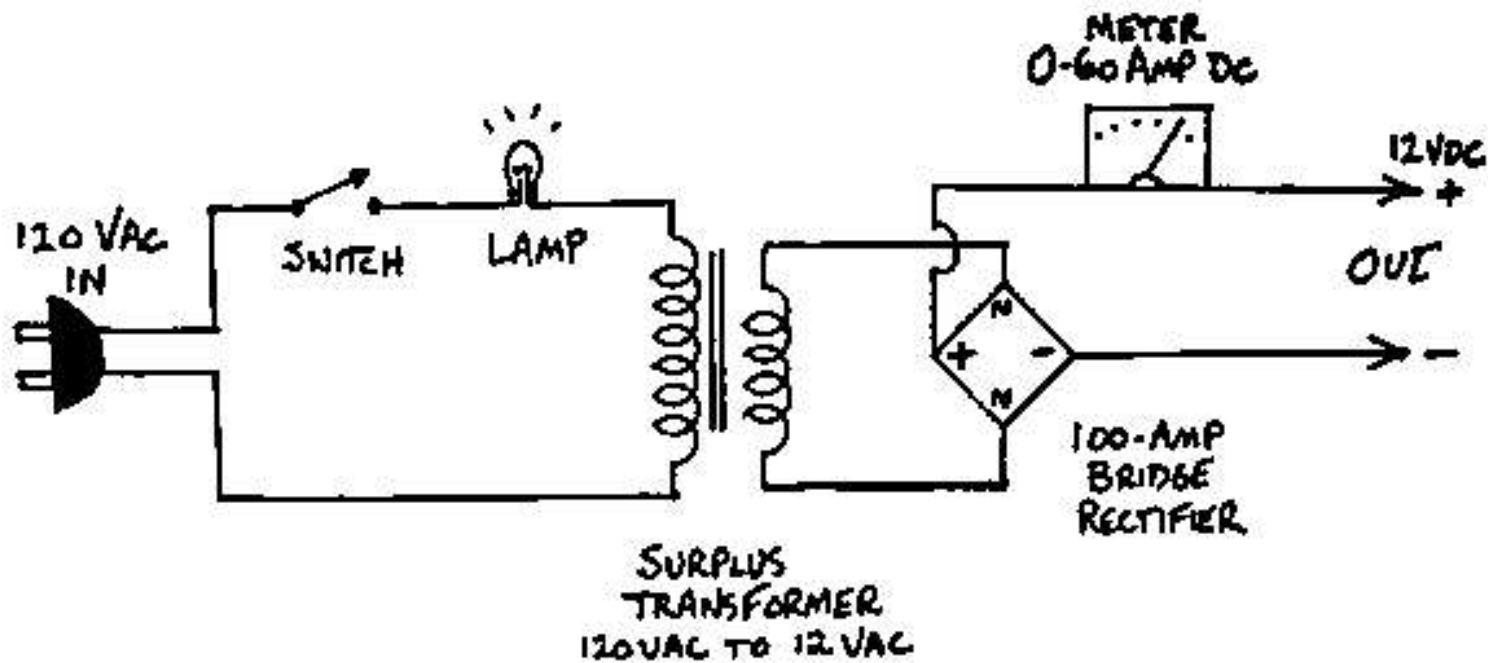 METER
0-60 AMP DC
12VDC
+
120 VAC
IN
SWITCH
LAMP
OUT
N
+ -
N
-
100-AMP
BRIDGE
RECTIFIER
SURPLUS
TRANSFORMER
120VAC TO 12VAC